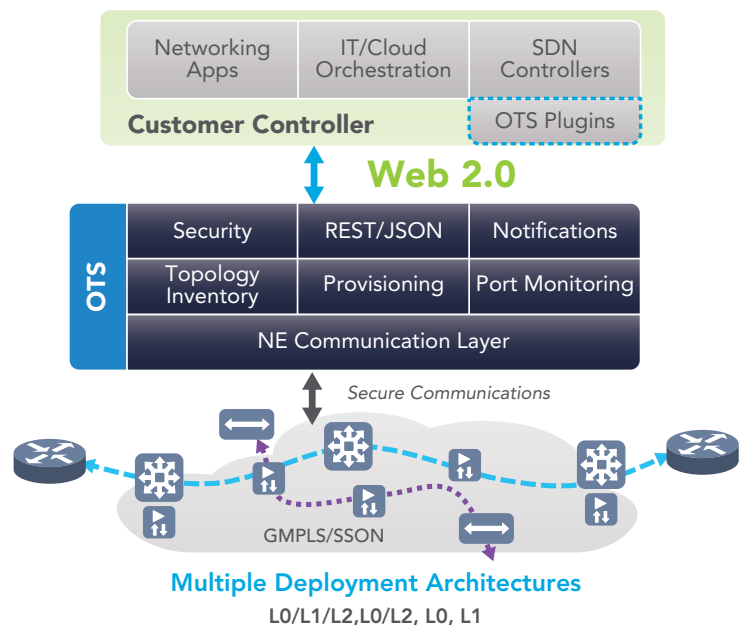 Networking
Apps
IT/Cloud
Orchestration
SDN
Controllers
Customer Controller
OTS Plugins
Web 2.0
OTS
Security
REST/JSON
Notifications
Topology
Inventory
Provisioning
Port Monitoring
NE Communication Layer
Secure Communications
GMPLS/SSON
Multiple Deployment Architectures
L0/L1/L2,L0/L2, L0, L1